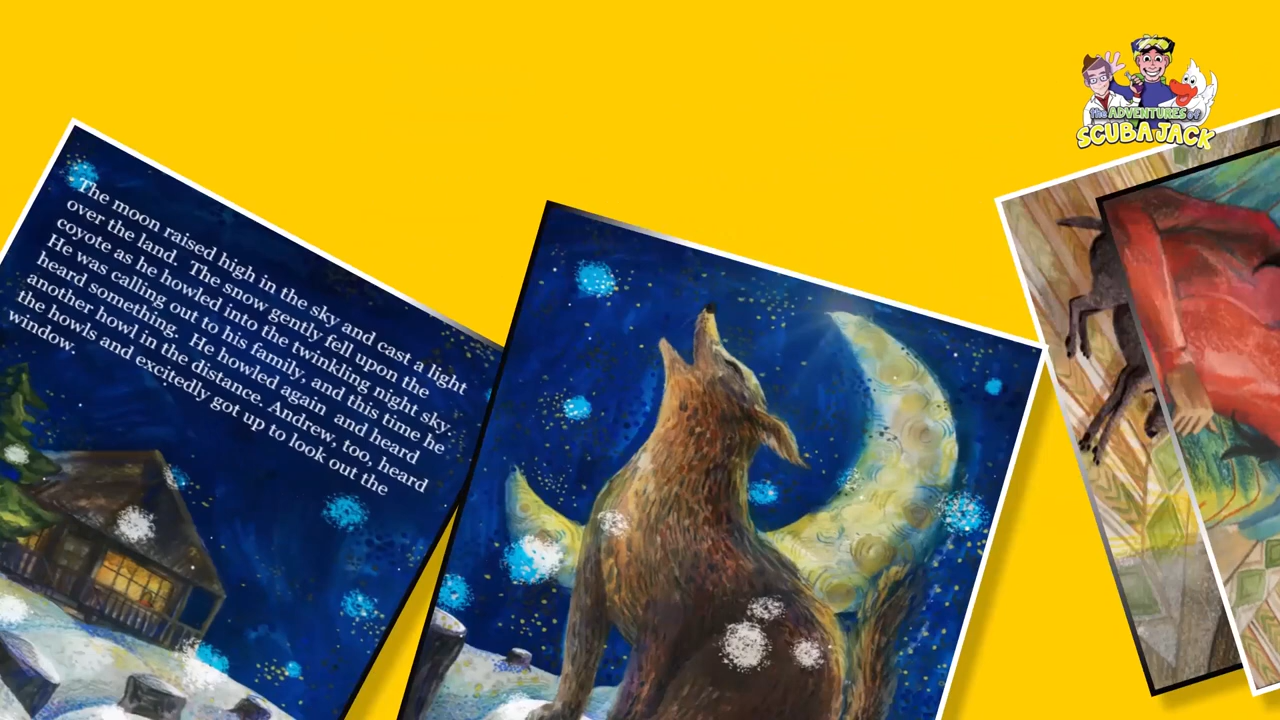 The moon raised high in the sky and cast a light
over the land. The snow gently fell upon the
coyote as he howled into the twinkling night sky.
He was calling out to his family, and this time he
heard something. He howled again and heard
another howl in the distance. Andrew, too, heard
the howls and excitedly got up to look out the
window.
the ADVENTURES of
SCUBA JACK